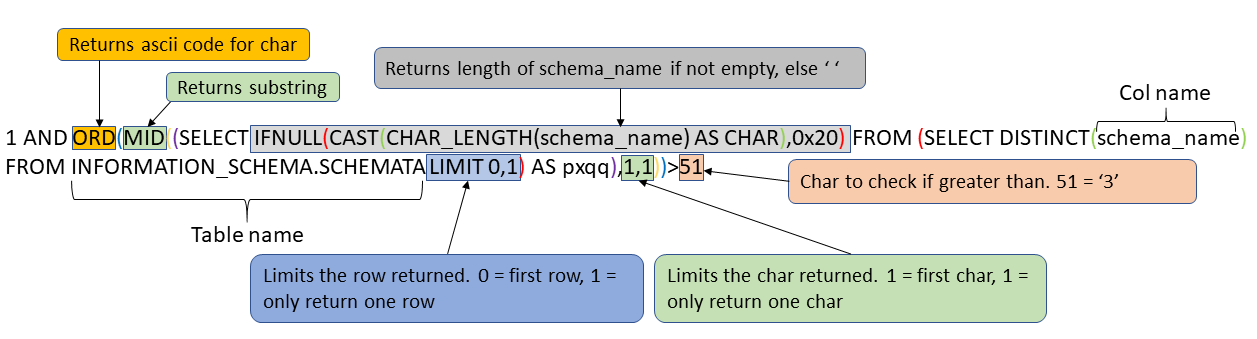 Returns ascii code for char
Returns length of schema_name if not empty, else ‘ ‘
Returns substring
Col name
1 AND ORD(MID((SELECT IFNULL(CAST(CHAR_LENGTH(schema_name) AS CHAR),0x20) FROM (SELECT DISTINCT(schema_name)
FROM INFORMATION_SCHEMA.SCHEMATA LIMIT 0,1) AS pxqq),1,1))>51
Char to check if greater than. 51 = ‘3’
Table name
Limits the row returned. 0 = first row, 1 =
only return one row
Limits the char returned. 1 = first char, 1 =
only return one char